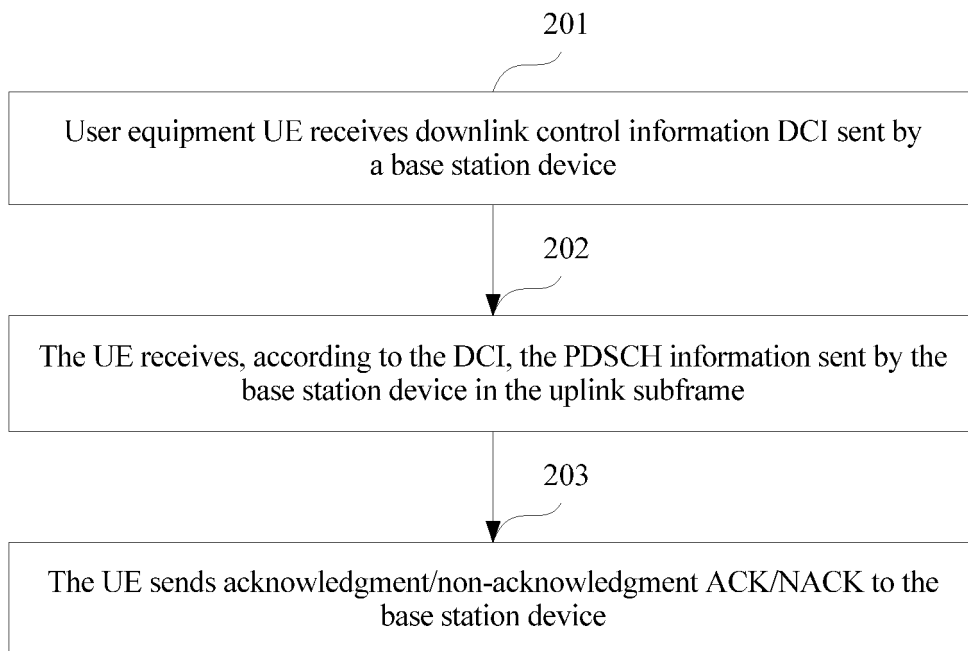 201
User equipment UE receives downlink control information DCI sent by
a base station device
202
The UE receives, according to the DCI, the PDSCH information sent by the
base station device in the uplink subframe
203
The UE sends acknowledgment/non-acknowledgment ACK/NACK to the
base station device